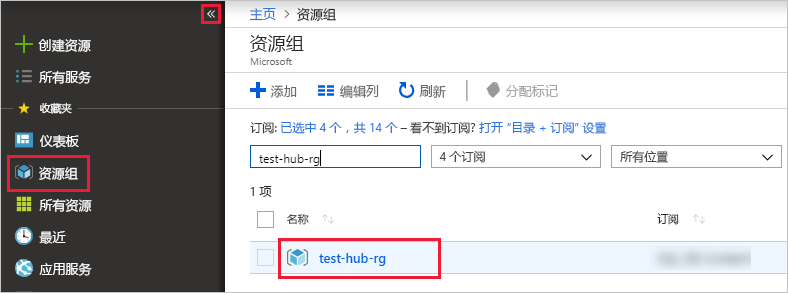 «
创建资源
所有服务
收藏夹
仪表板
资源组
所有资源
最近
应用服务
主页 > 资源组
资源组
Microsoft
添加 编辑列 刷新 分配标记
订阅: 已选中 4 个，共 14 个 – 看不到订阅? 打开 "目录 + 订阅" 设置
test-hub-rg 4 个订阅 所有位置
1 项
名称 订阅
test-hub-rg